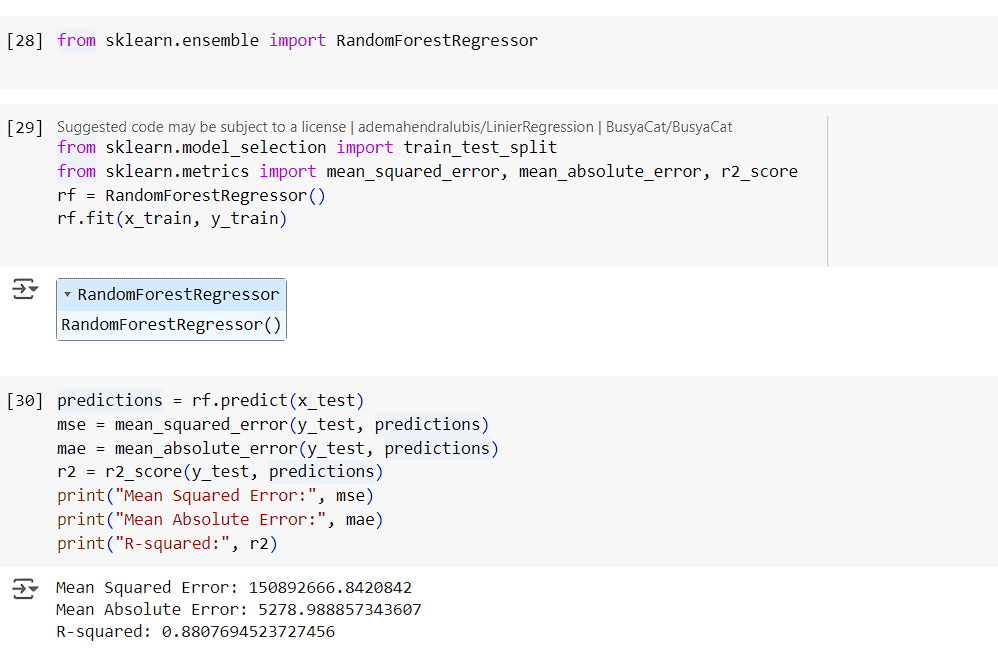 [28] from sklearn.ensemble import RandomForestRegressor
[29] Suggested code may be subject to a license | ademahendralubis/LinierRegression | BusyaCat/BusyaCat
from sklearn.model_selection import train_test_split
from sklearn.metrics import mean_squared_error, mean_absolute_error, r2_score
rf = RandomForestRegressor()
rf.fit(x_train, y_train)
RandomForestRegressor
RandomForestRegressor()
[30] predictions = rf.predict(x_test)
mse = mean_squared_error(y_test, predictions)
mae = mean_absolute_error(y_test, predictions)
r2 = r2_score(y_test, predictions)
print("Mean Squared Error:", mse)
print("Mean Absolute Error:", mae)
print("R-squared:", r2)
Mean Squared Error: 150892666.8420842
Mean Absolute Error: 5278.988857343607
R-squared: 0.8807694523727456